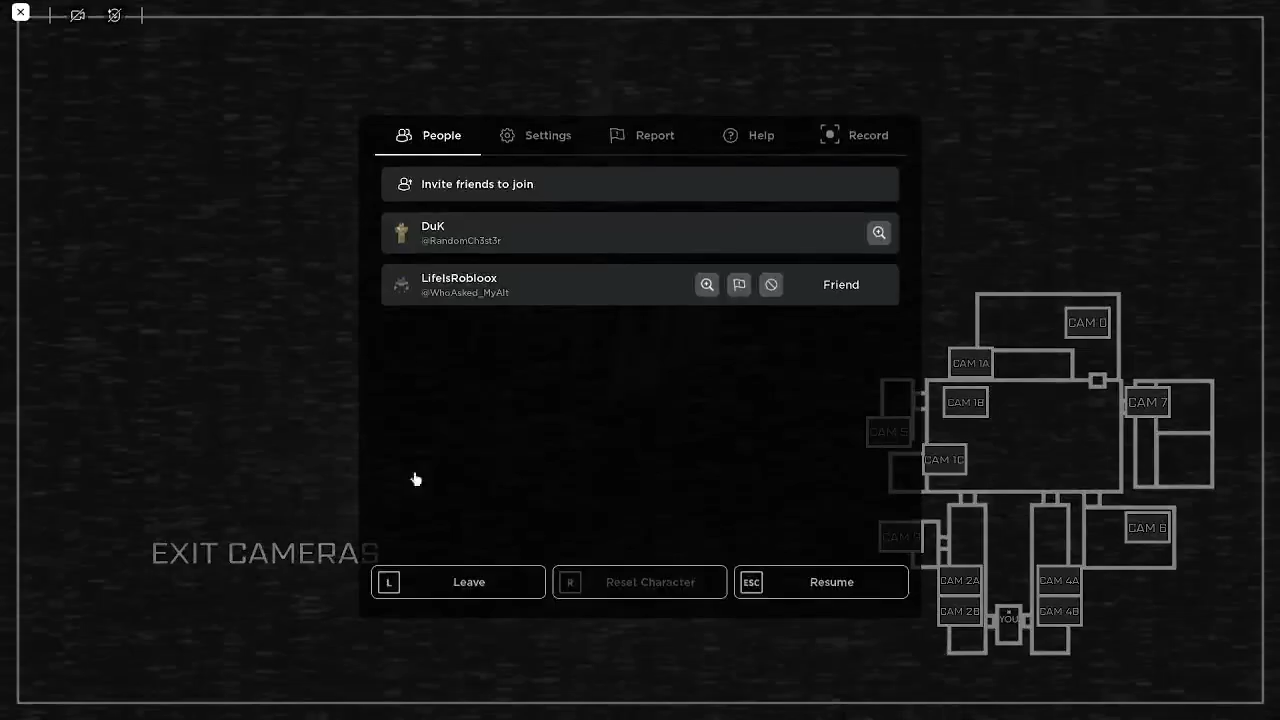 People
Settings
Report
Help
Record
Invite friends to join
DuK
@RandomCh3st3r
LifeIsRobloox
@WhoAsked_MyAlt
Friend
CAM 0
CAM 1A
CAM 1B
CAM 7
CAM 5
CAM 1C
CAM 6
EXIT CAMERAS
L Leave
R Reset Character
ESC Resume
CAM 2A
CAM 4A
CAM 2B
CAM 4B
YOU